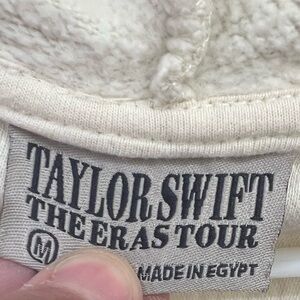 TAYLOR SWIFT
THE ERAS TOUR
M
MADE IN EGYPT